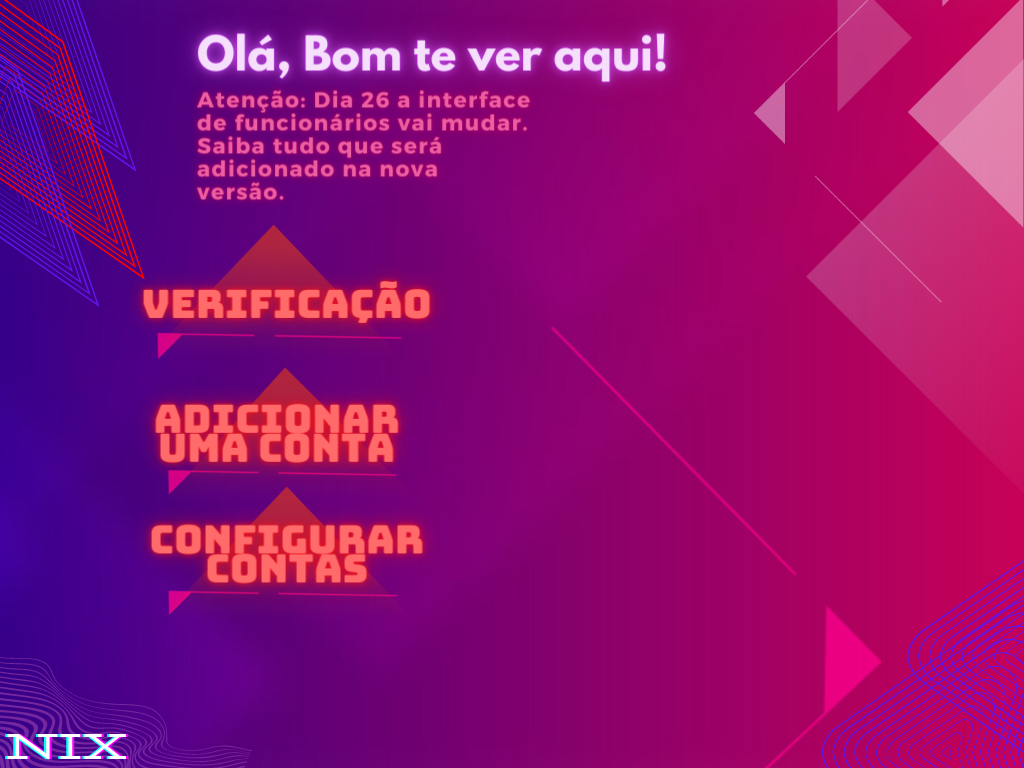 Olá, Bom te ver aqui!
Atenção: Dia 26 a interface
de funcionários vai mudar.
Saiba tudo que será
adicionado na nova
versão.
VERIFICAÇÃO
ADICIONAR
UMA CONTA
CONFIGURAR
CONTAS
NIX